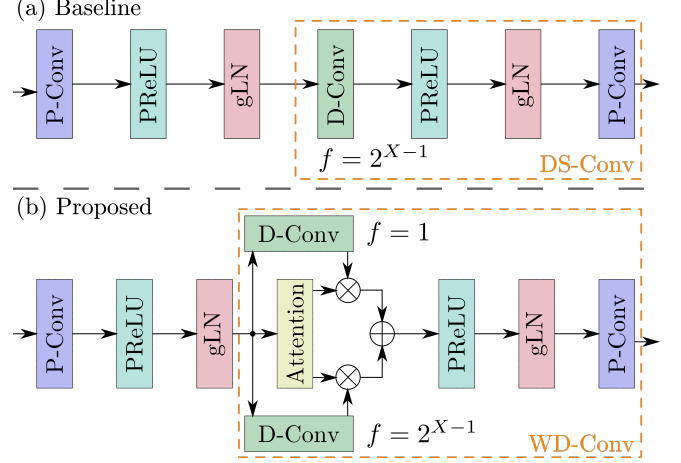 (a) Baseline
P-Conv
PReLU
gLN
D-Conv
PReLU
gLN
P-Conv
f = 2^{X−1}
DS-Conv
(b) Proposed
P-Conv
PReLU
gLN
D-Conv
f = 1
Attention
D-Conv
f = 2^{X−1}
PReLU
gLN
P-Conv
WD-Conv